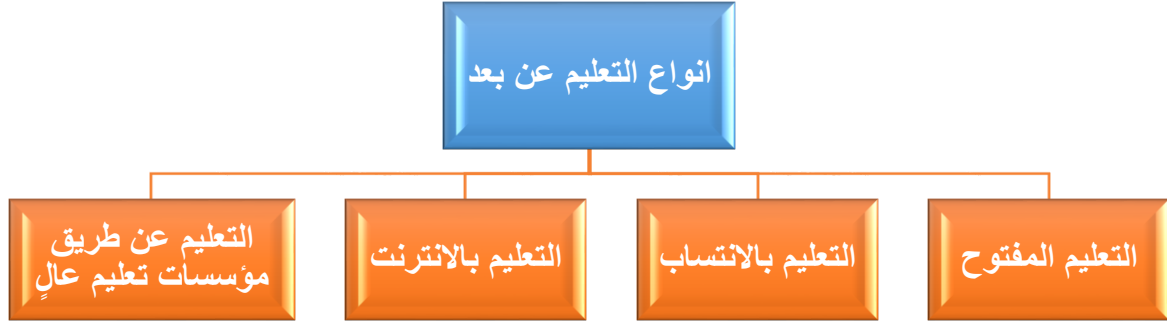 انواع التعليم عن بعد
التعليم المفتوح
التعليم بالانتساب
التعليم بالانترنت
التعليم عن طريق
مؤسسات تعليم عالٍ